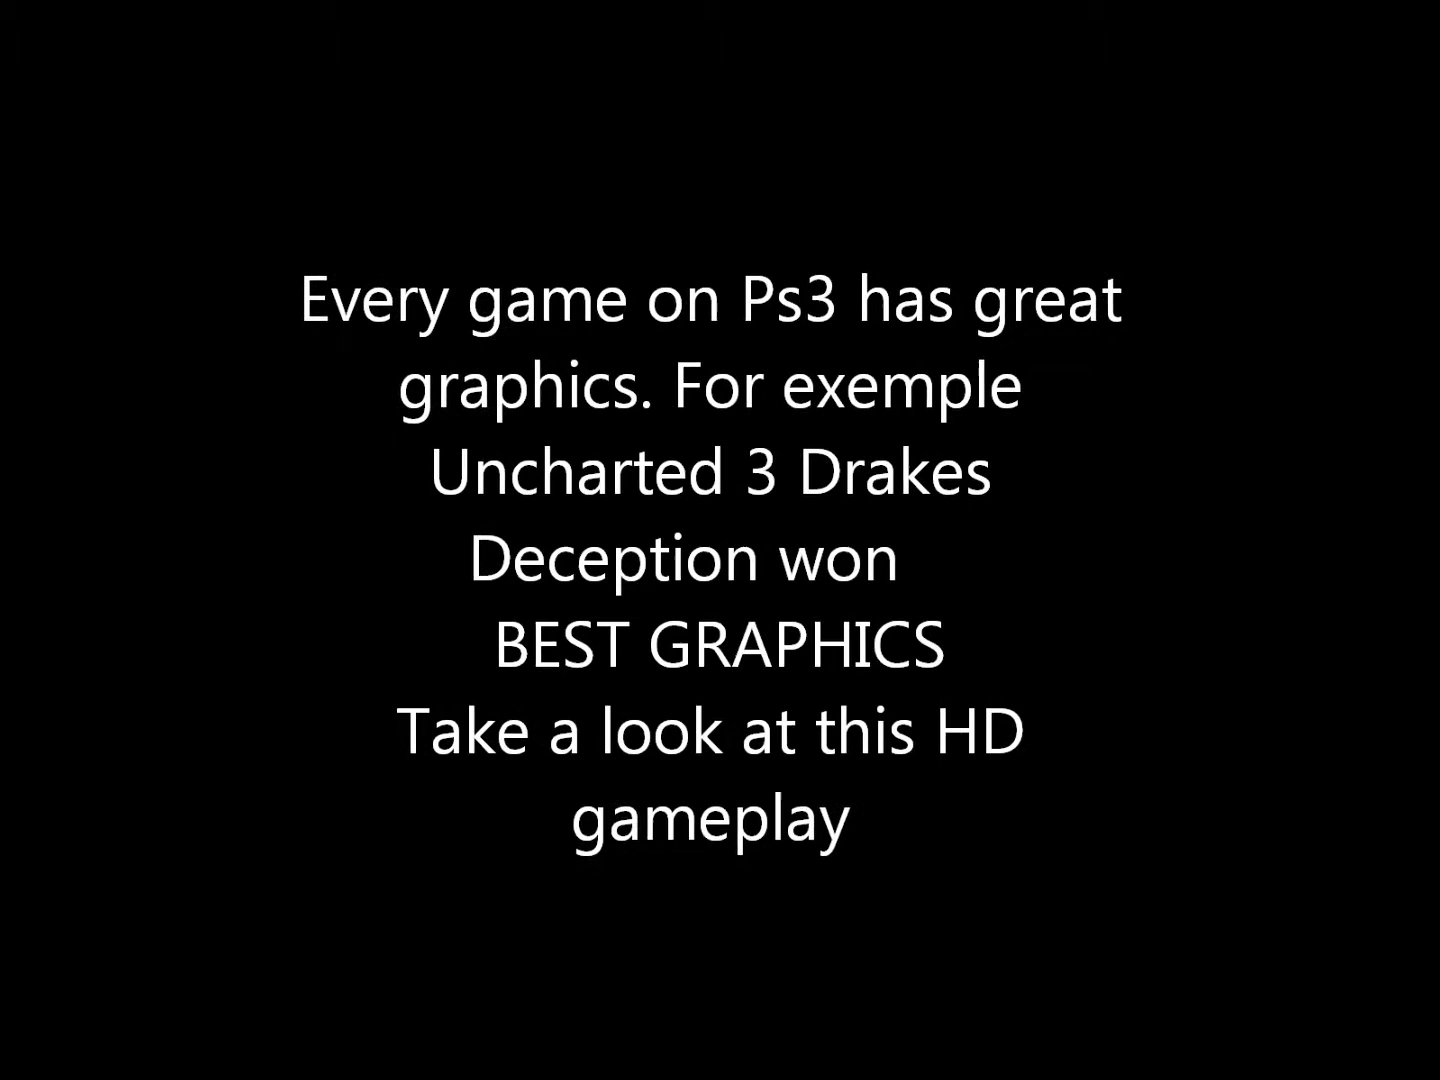 Every game on Ps3 has great
graphics. For exemple
Uncharted 3 Drakes
Deception won
BEST GRAPHICS
Take a look at this HD
gameplay